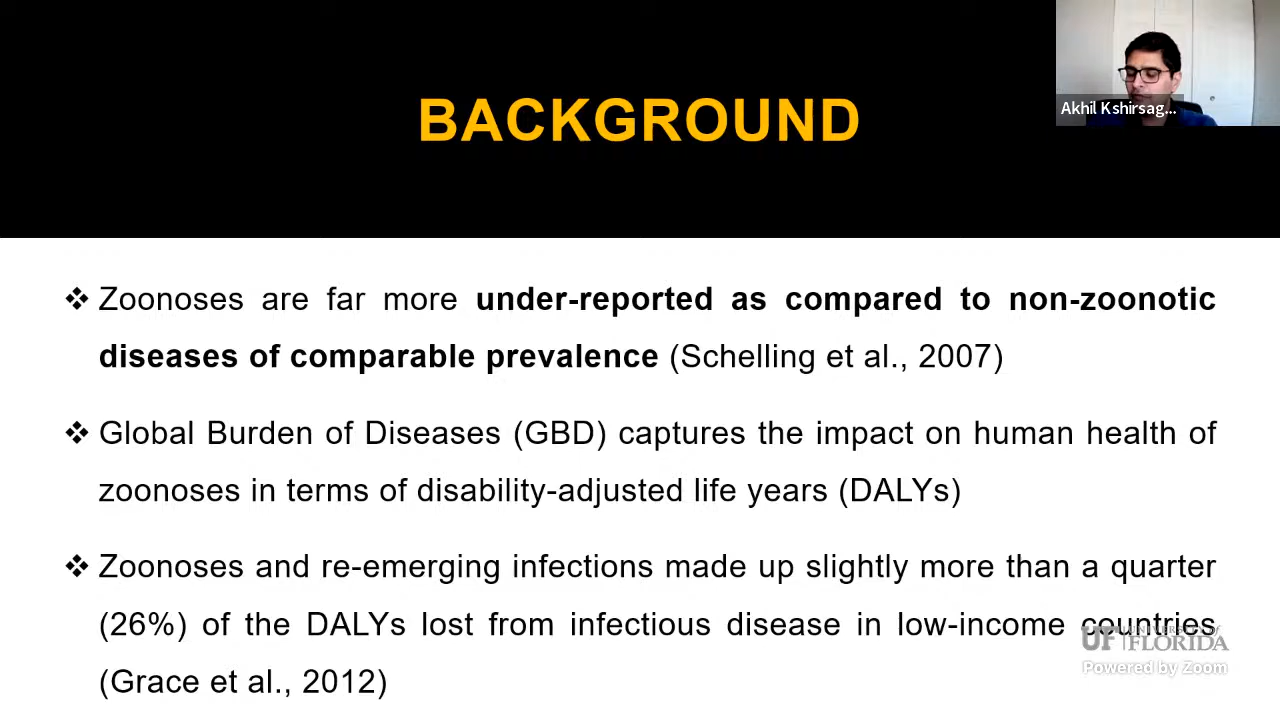 BACKGROUND
Akhil Kshirsag...
❖ Zoonoses are far more under-reported as compared to non-zoonotic
diseases of comparable prevalence (Schelling et al., 2007)
❖ Global Burden of Diseases (GBD) captures the impact on human health of
zoonoses in terms of disability-adjusted life years (DALYs)
❖ Zoonoses and re-emerging infections made up slightly more than a quarter
(26%) of the DALYs lost from infectious disease in low-income countries
(Grace et al., 2012)
UF UNIVERSITY of
FLORIDA
Powered by Zoom